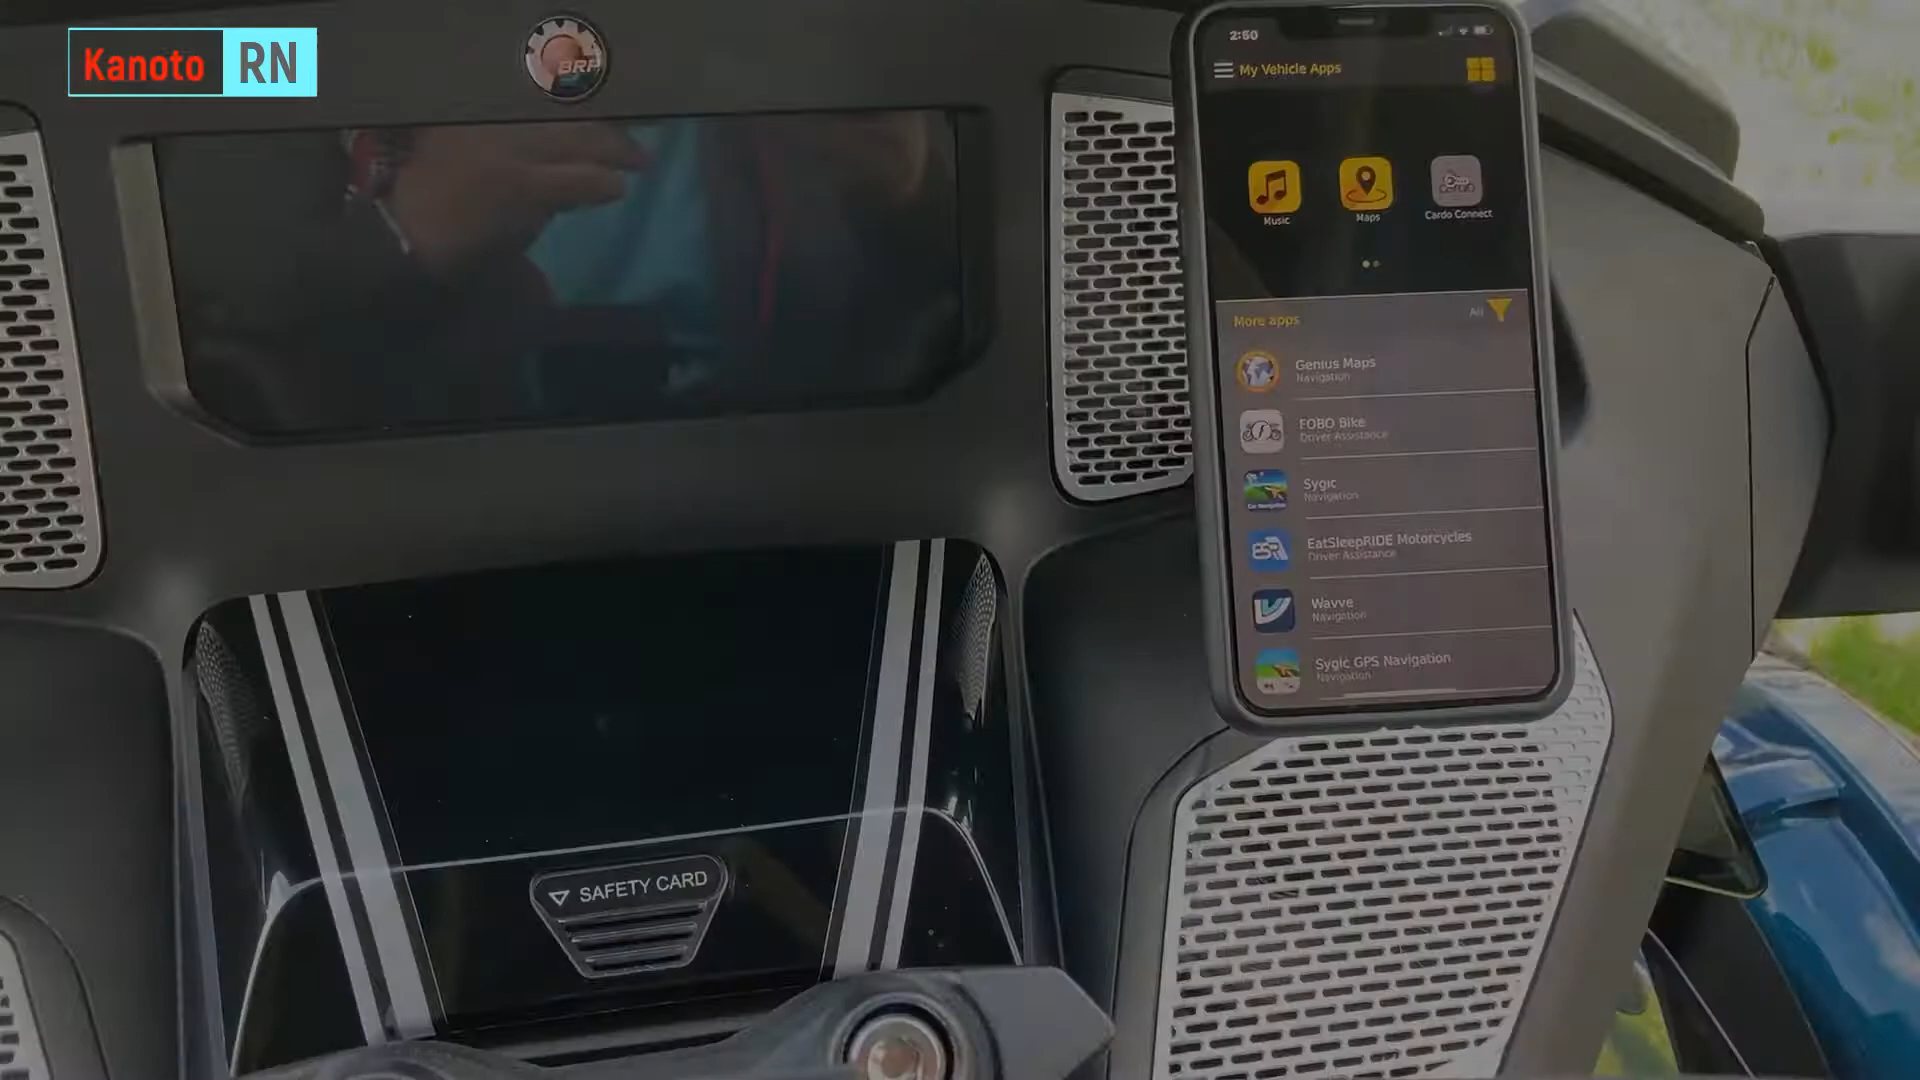 Kanoto RN
BRP
2:50
My Vehicle Apps
Music
Maps
Cardo Connect
More apps
All
Genius Maps
Navigation
FOBO Bike
Driver Assistance
Sygic
Navigation
EatSleepRIDE Motorcycles
Driver Assistance
Wavve
Navigation
Sygic GPS Navigation
Navigation
SAFETY CARD